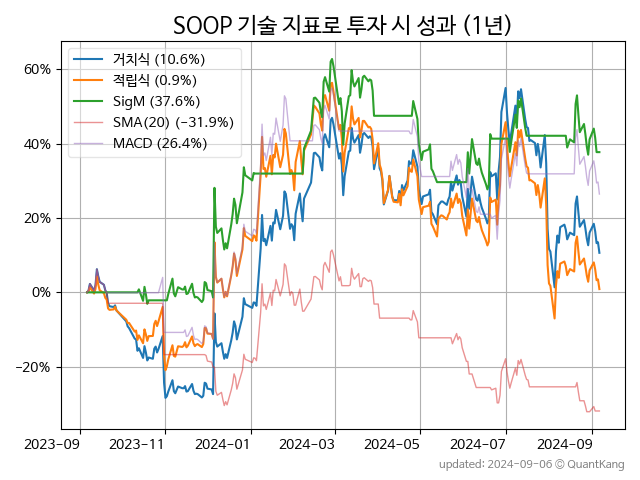 SOOP 기술 지표로 투자 시 성과 (1년)
거치식 (10.6%)
적립식 (0.9%)
SigM (37.6%)
SMA(20) (−31.9%)
MACD (26.4%)
60%
40%
20%
0%
−20%
2023-09 2023-11 2024-01 2024-03 2024-05 2024-07 2024-09
updated: 2024-09-06 © QuantKang